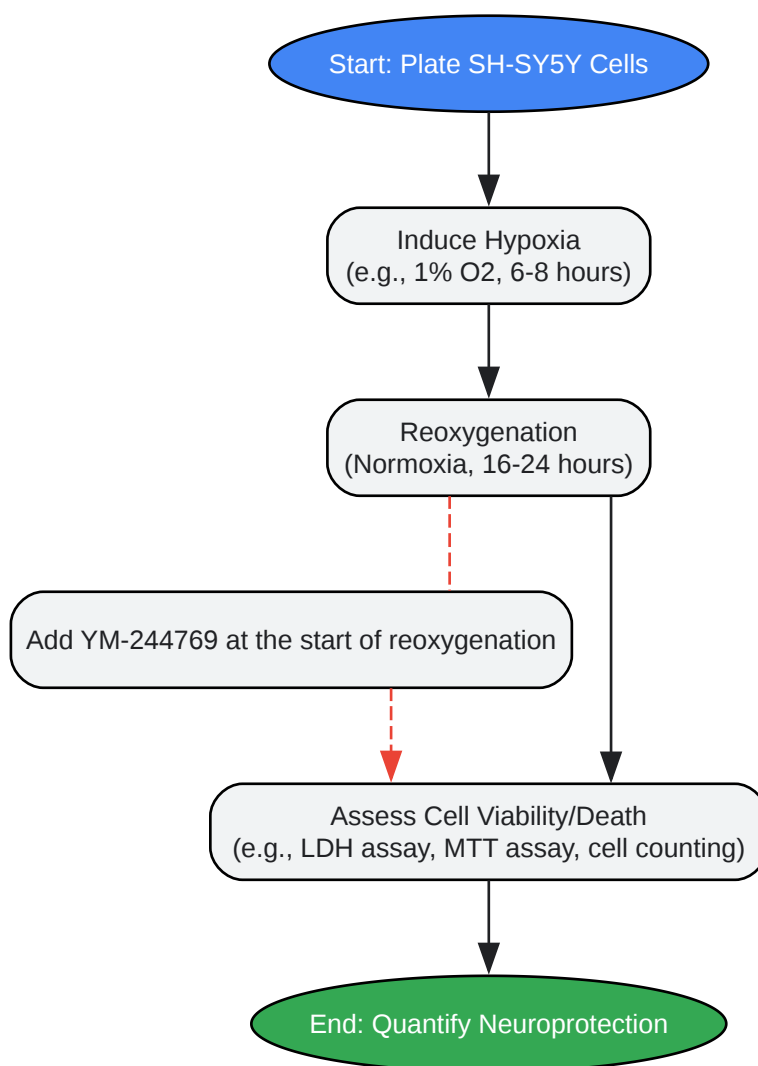 Start: Plate SH-SY5Y Cells
Induce Hypoxia
(e.g., 1% O2, 6-8 hours)
Reoxygenation
(Normoxia, 16-24 hours)
Add YM-244769 at the start of reoxygenation
Assess Cell Viability/Death
(e.g., LDH assay, MTT assay, cell counting)
End: Quantify Neuroprotection